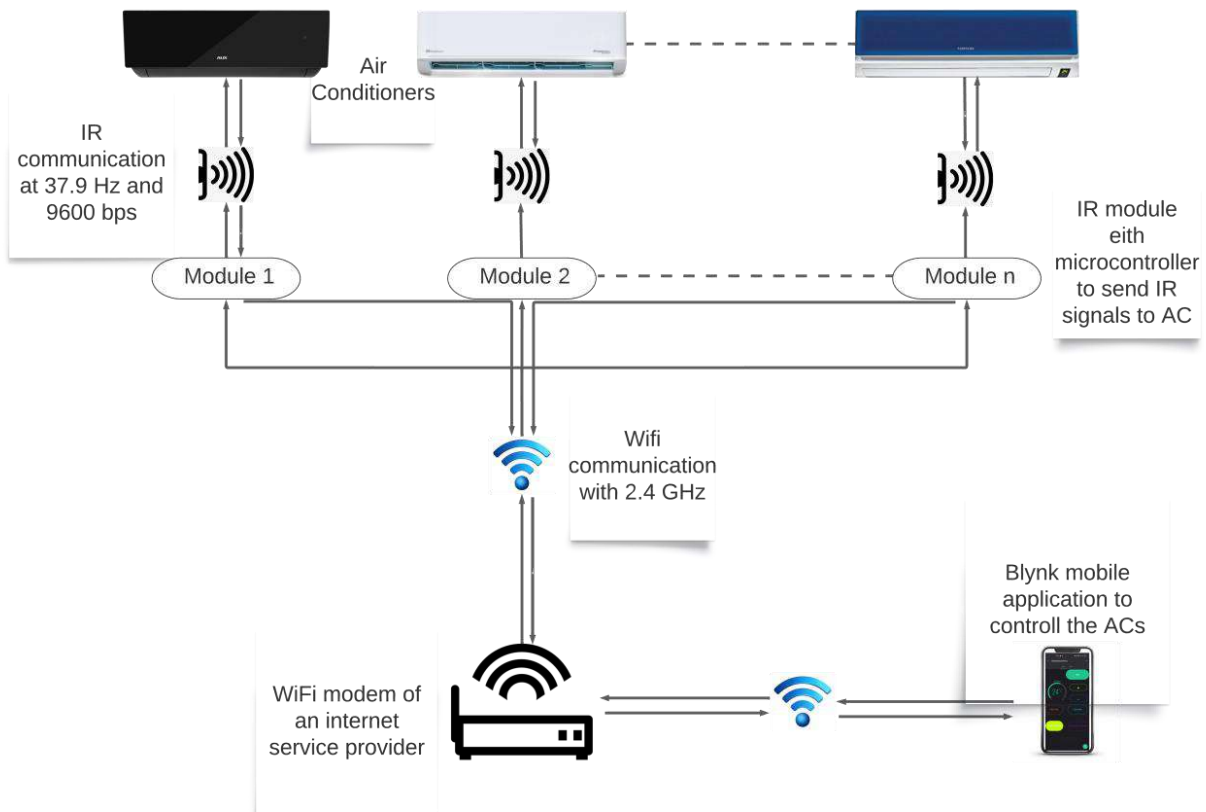 Air
Conditioners
IR
communication
at 37.9 Hz and
9600 bps
IR module
eith
microcontroller
to send IR
signals to AC
Module 1
Module 2
Module n
Wifi
communication
with 2.4 GHz
Blynk mobile
application to
controll the ACs
WiFi modem of
an internet
service provider